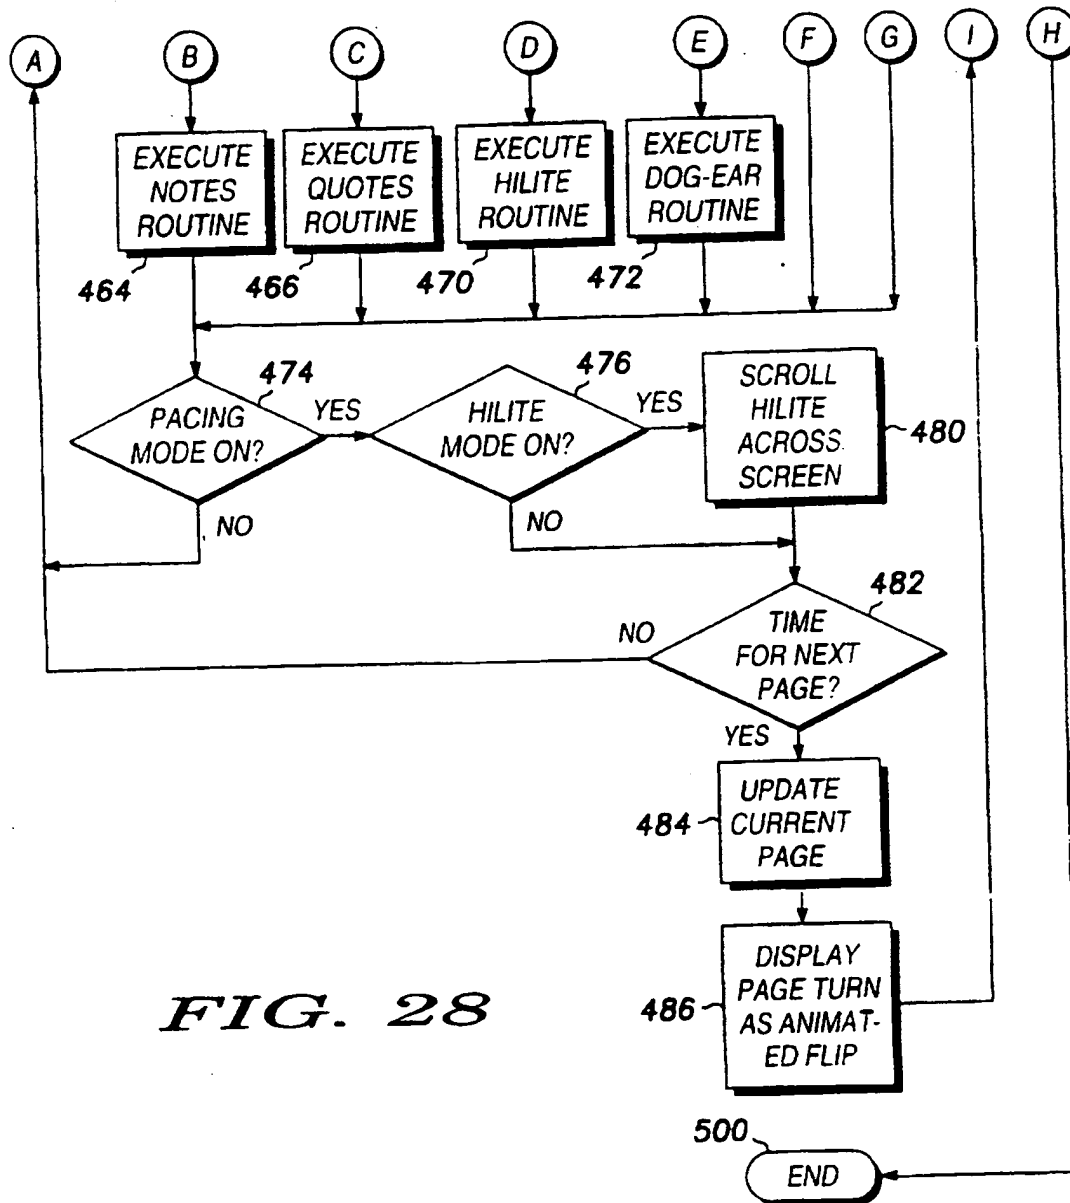 A B C D E F G I H
EXECUTE
NOTES
ROUTINE
464
EXECUTE
QUOTES
ROUTINE
466
EXECUTE
HILITE
ROUTINE
470
EXECUTE
DOG-EAR
ROUTINE
472
PACING
MODE ON?
474
YES
NO
HILITE
MODE ON?
476
YES
NO
SCROLL
HILITE
ACROSS
SCREEN
480
TIME
FOR NEXT
PAGE?
482
NO
YES
UPDATE
CURRENT
PAGE
484
DISPLAY
PAGE TURN
AS ANIMAT-
ED FLIP
486
FIG. 28
500
END